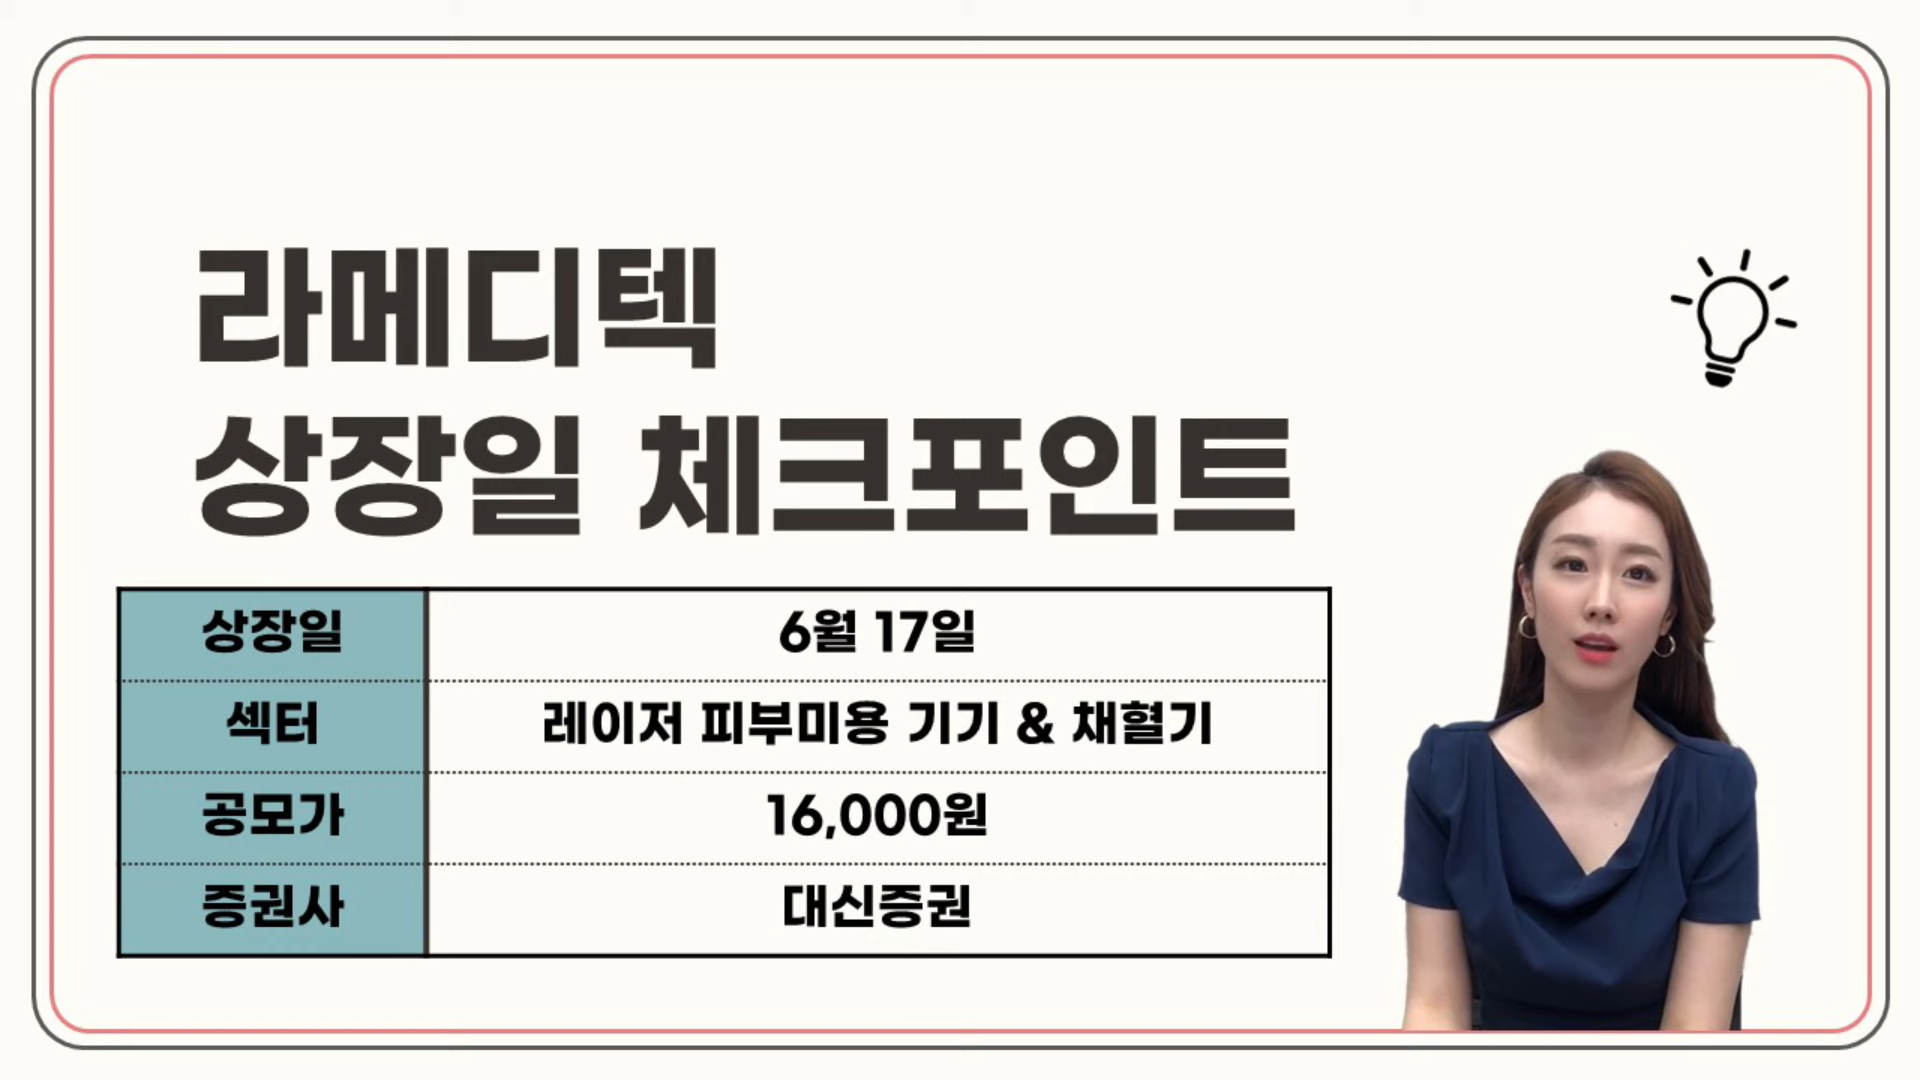 라메디텍
상장일 체크포인트
상장일 6월 17일
섹터 레이저 피부미용 기기 & 채혈기
공모가 16,000원
증권사 대신증권